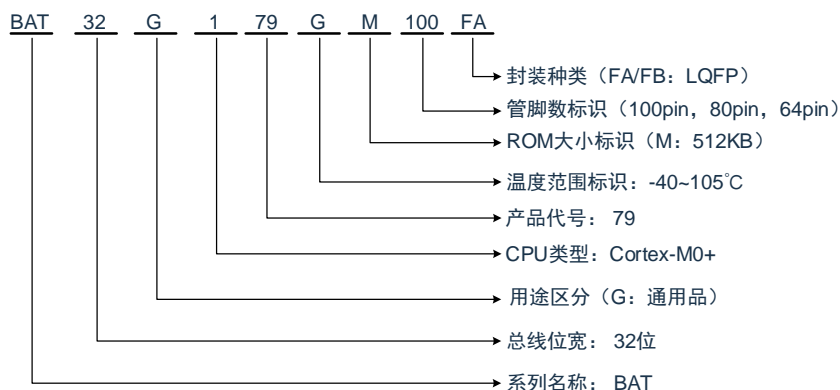 BAT 32 G 1 79 G M 100 FA
封装种类（FA/FB：LQFP）
管脚数标识（100pin，80pin，64pin）
ROM大小标识（M：512KB）
温度范围标识：-40~105℃
产品代号：79
CPU类型：Cortex-M0+
用途区分（G：通用品）
总线位宽：32位
系列名称：BAT